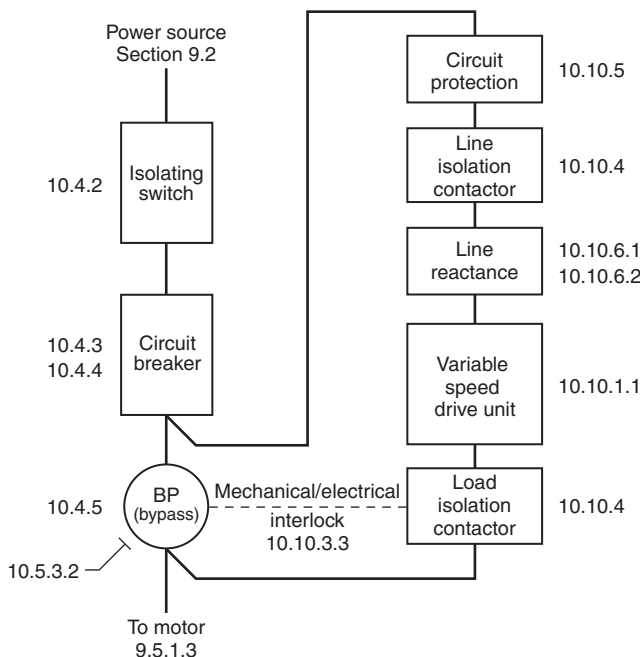 Power source
Section 9.2
10.4.2
Isolating
switch
10.4.3
10.4.4
Circuit
breaker
10.4.5
BP
(bypass)
10.5.3.2
To motor
9.5.1.3
Mechanical/electrical
interlock
10.10.3.3
Circuit
protection
10.10.5
Line
isolation
contactor
10.10.4
Line
reactance
10.10.6.1
10.10.6.2
Variable
speed
drive unit
10.10.1.1
Load
isolation
contactor
10.10.4